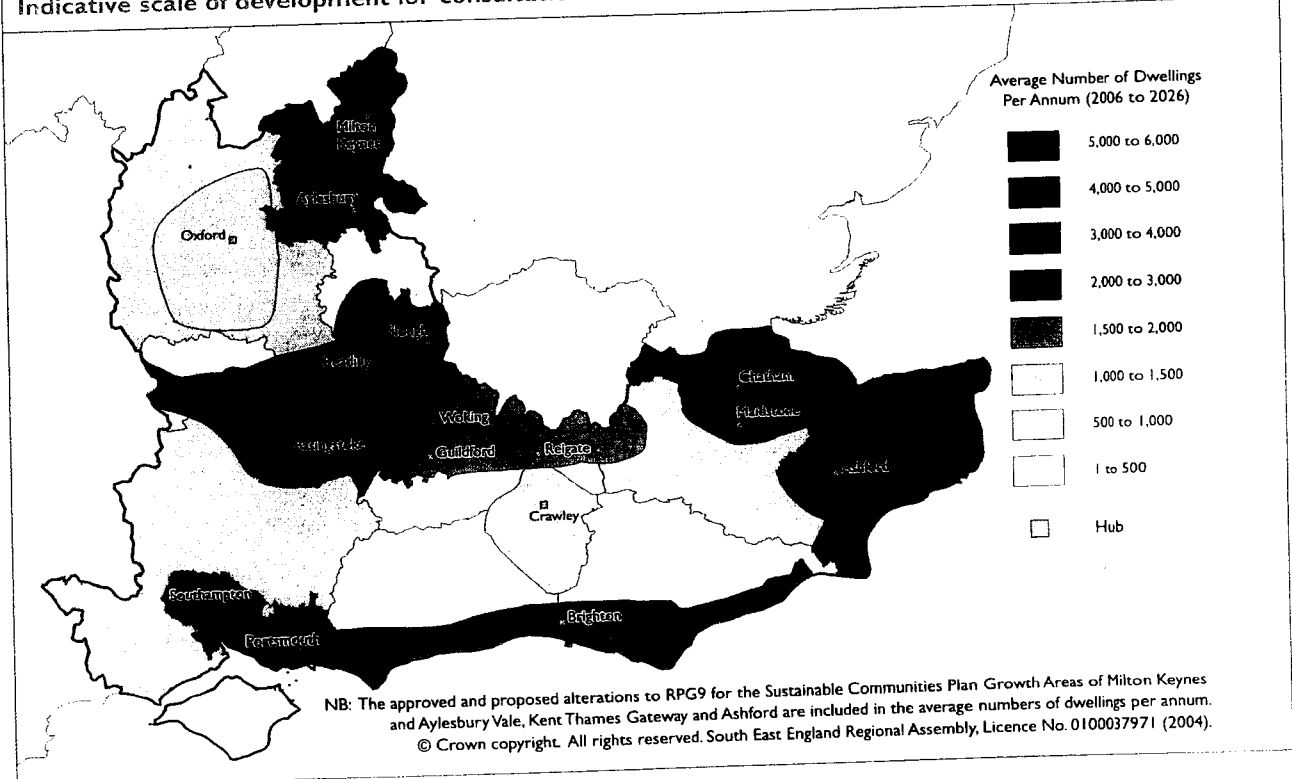 Indicative scale of development for
Average Number of Dwellings
Per Annum (2006 to 2026)
5,000 to 6,000
4,000 to 5,000
3,000 to 4,000
2,000 to 3,000
1,500 to 2,000
1,000 to 1,500
500 to 1,000
1 to 500
Hub
Milton
Keynes
Aylesbury
Oxford
Slough
Reading
Woking
Basingstoke
Guildford
Reigate
Chatham
Maidstone
Ashford
Crawley
Southampton
Portsmouth
Brighton
NB: The approved and proposed alterations to RPG9 for the Sustainable Communities Plan Growth Areas of Milton Keynes
and Aylesbury Vale, Kent Thames Gateway and Ashford are included in the average numbers of dwellings per annum.
© Crown copyright. All rights reserved. South East England Regional Assembly, Licence No. 0100037971 (2004).